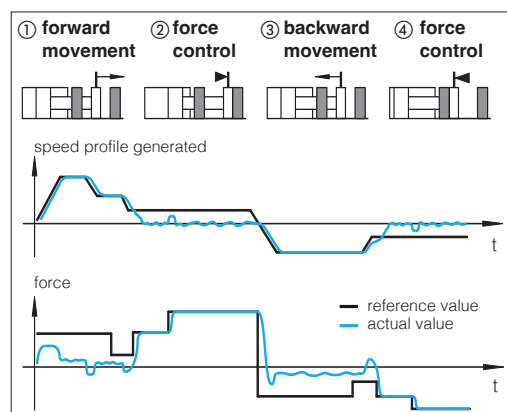 ① forward movement
② force control
③ backward movement
④ force control
speed profile generated
t
force
reference value
actual value
t